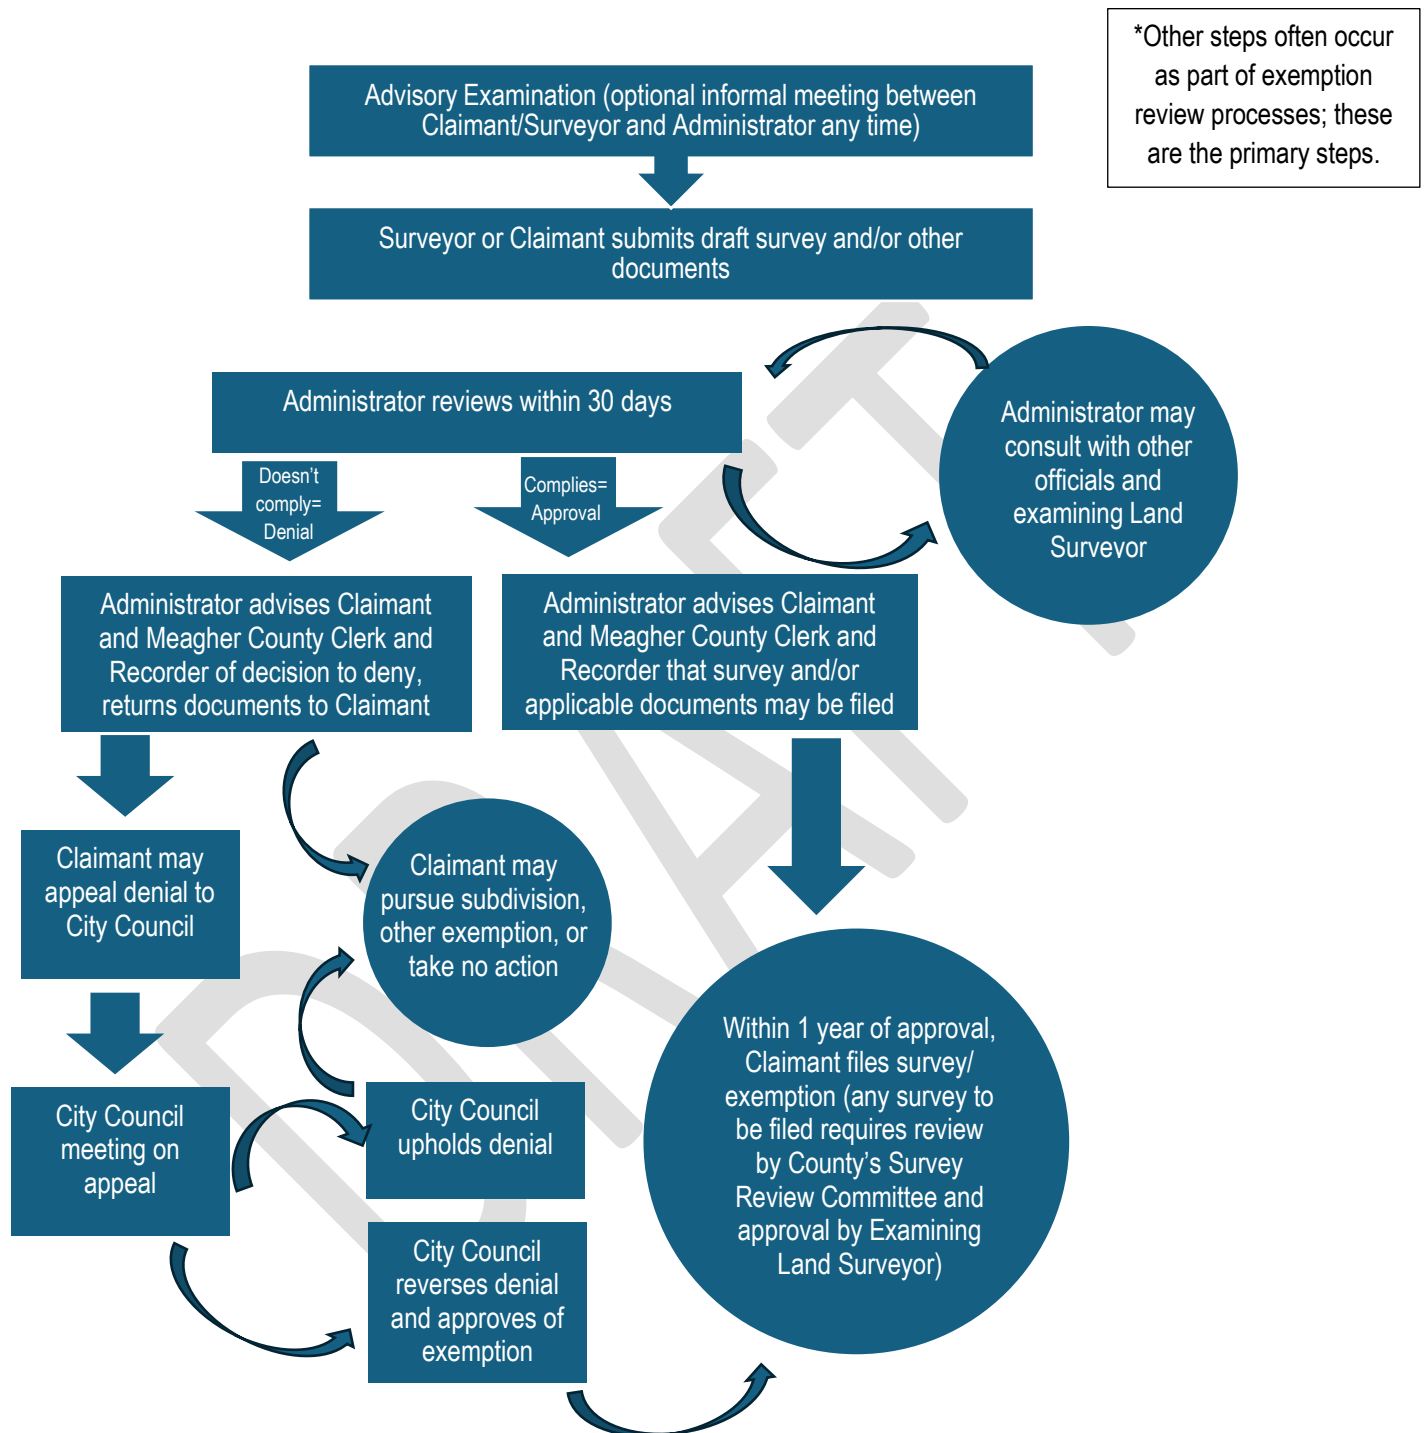 *Other steps often occur
as part of exemption
review processes; these
are the primary steps.
Advisory Examination (optional informal meeting between
Claimant/Surveyor and Administrator any time)
Surveyor or Claimant submits draft survey and/or other
documents
Administrator reviews within 30 days
Administrator may
consult with other
officials and
examining Land
Surveyor
Doesn't
comply=
Denial
Complies=
Approval
Administrator advises Claimant
and Meagher County Clerk and
Recorder of decision to deny,
returns documents to Claimant
Administrator advises Claimant
and Meagher County Clerk and
Recorder that survey and/or
applicable documents may be filed
Claimant may
appeal denial to
City Council
Claimant may
pursue subdivision,
other exemption, or
take no action
City Council
meeting on
appeal
City Council
upholds denial
City Council
reverses denial
and approves of
exemption
Within 1 year of approval,
Claimant files survey/
exemption (any survey to
be filed requires review
by County's Survey
Review Committee and
approval by Examining
Land Surveyor)
DRAFT